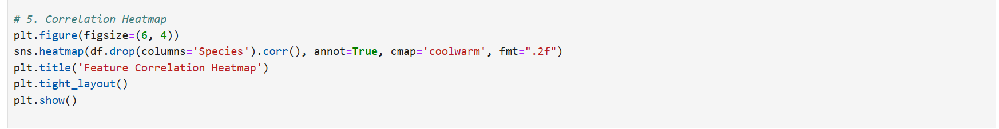 # 5. Correlation Heatmap
plt.figure(figsize=(6, 4))
sns.heatmap(df.drop(columns='Species').corr(), annot=True, cmap='coolwarm', fmt=".2f")
plt.title('Feature Correlation Heatmap')
plt.tight_layout()
plt.show()